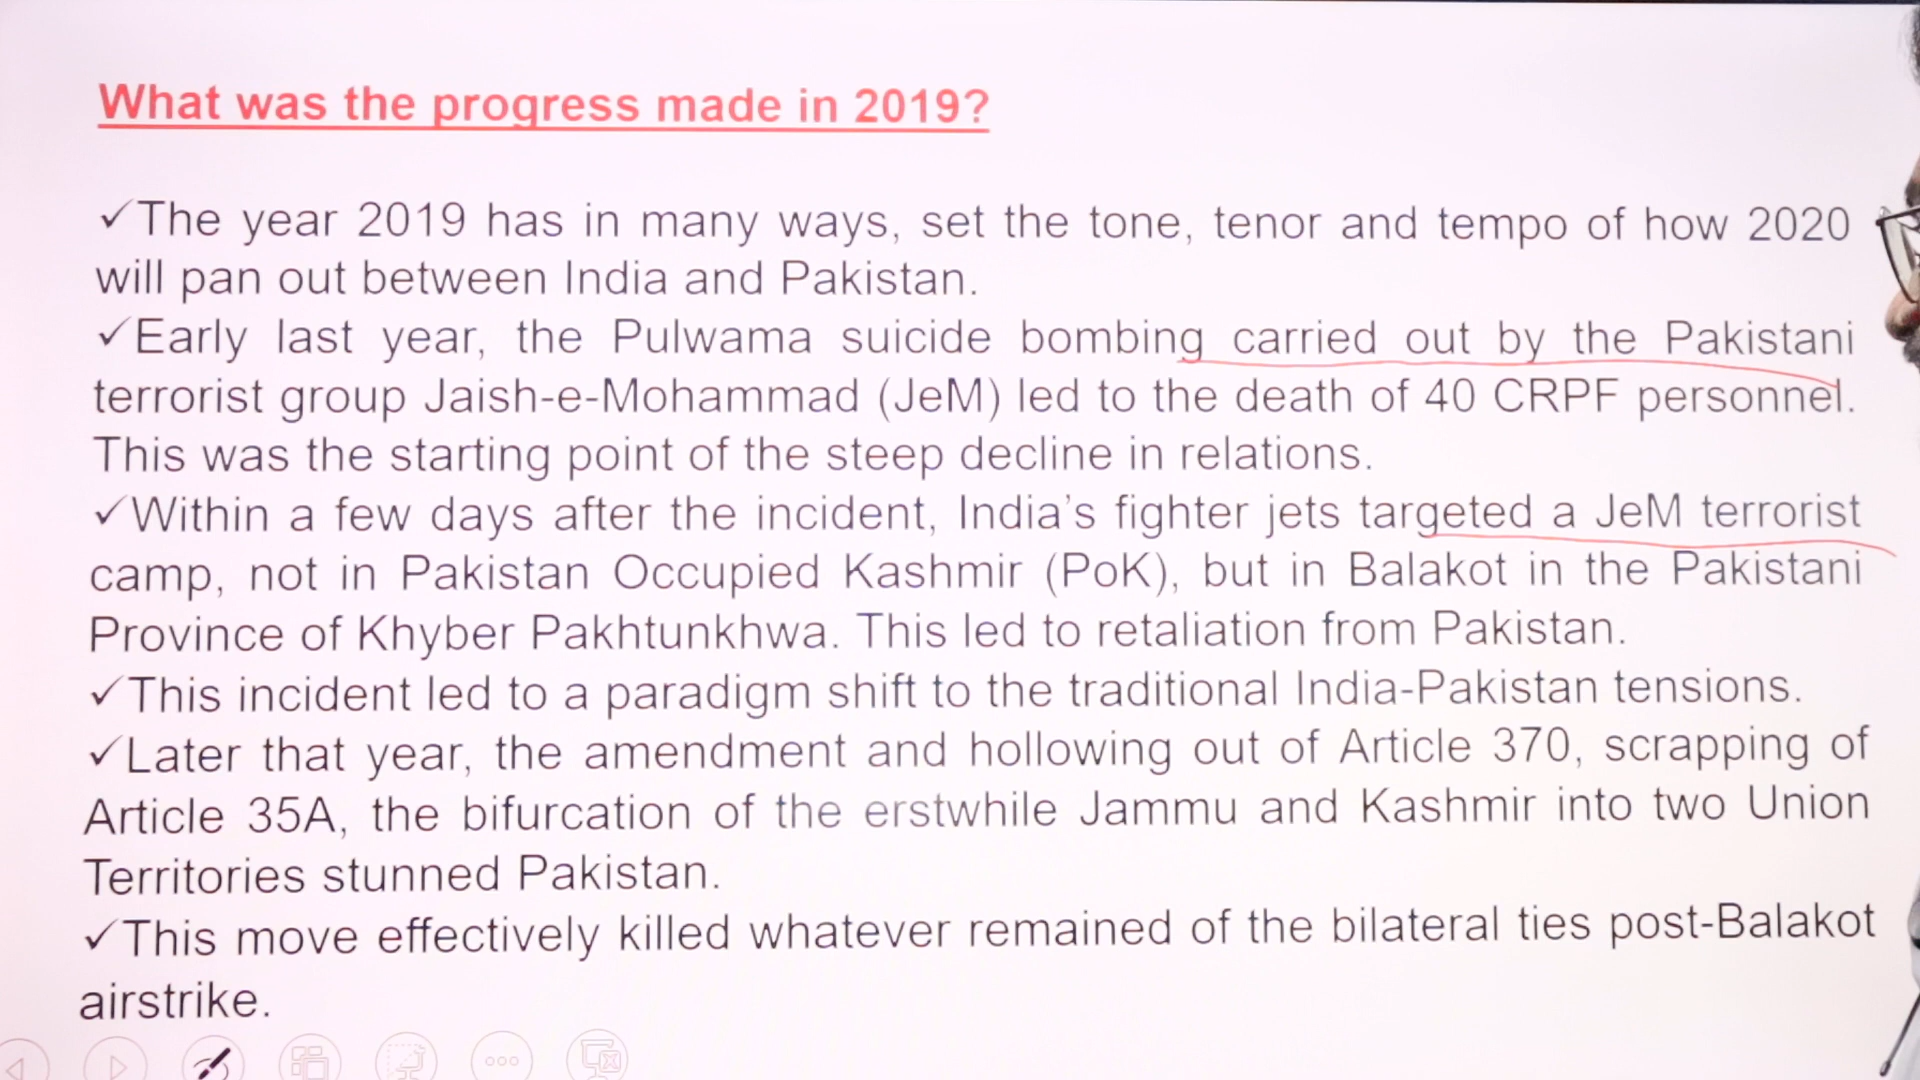 What was the progress made in 2019?
✓The year 2019 has in many ways, set the tone, tenor and tempo of how 2020
will pan out between India and Pakistan.
✓Early last year, the Pulwama suicide bombing carried out by the Pakistani
terrorist group Jaish-e-Mohammad (JeM) led to the death of 40 CRPF personnel.
This was the starting point of the steep decline in relations.
✓Within a few days after the incident, India's fighter jets targeted a JeM terrorist
camp, not in Pakistan Occupied Kashmir (PoK), but in Balakot in the Pakistani
Province of Khyber Pakhtunkhwa. This led to retaliation from Pakistan.
✓This incident led to a paradigm shift to the traditional India-Pakistan tensions.
✓Later that year, the amendment and hollowing out of Article 370, scrapping of
Article 35A, the bifurcation of the erstwhile Jammu and Kashmir into two Union
Territories stunned Pakistan.
✓This move effectively killed whatever remained of the bilateral ties post-Balakot
airstrike.